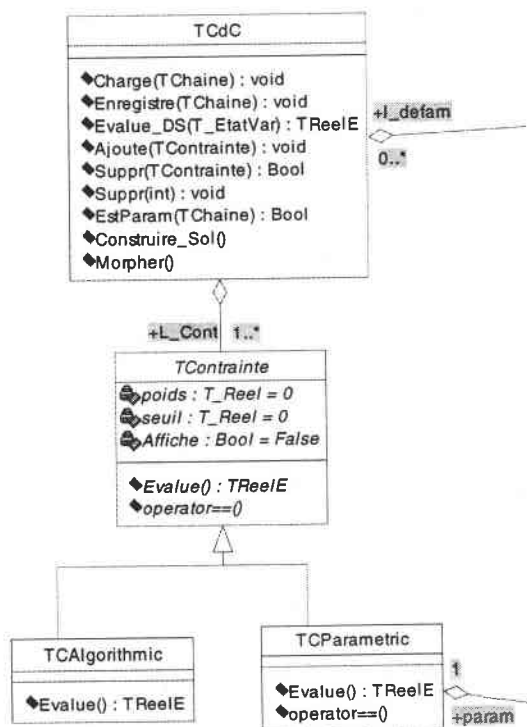 TCdC
Charge(TChaine) : void
Enregistre(TChaine) : void
Evalue_DS(T_EtatVar) : TReelE
Ajoute(TContrainte) : void
Suppr(TContrainte) : Bool
Suppr(int) : void
EstParam(TChaine) : Bool
Construire_Sol()
Morpher()
+l_defam
0..*
+L_Cont 1..*
TContrainte
poids : T_Reel = 0
seuil : T_Reel = 0
Affiche : Bool = False
Evalue() : TReelE
operator==()
TCAlgorithmic
Evalue() : TReelE
TCParametric
Evalue() : TReelE
operator==()
1
+param